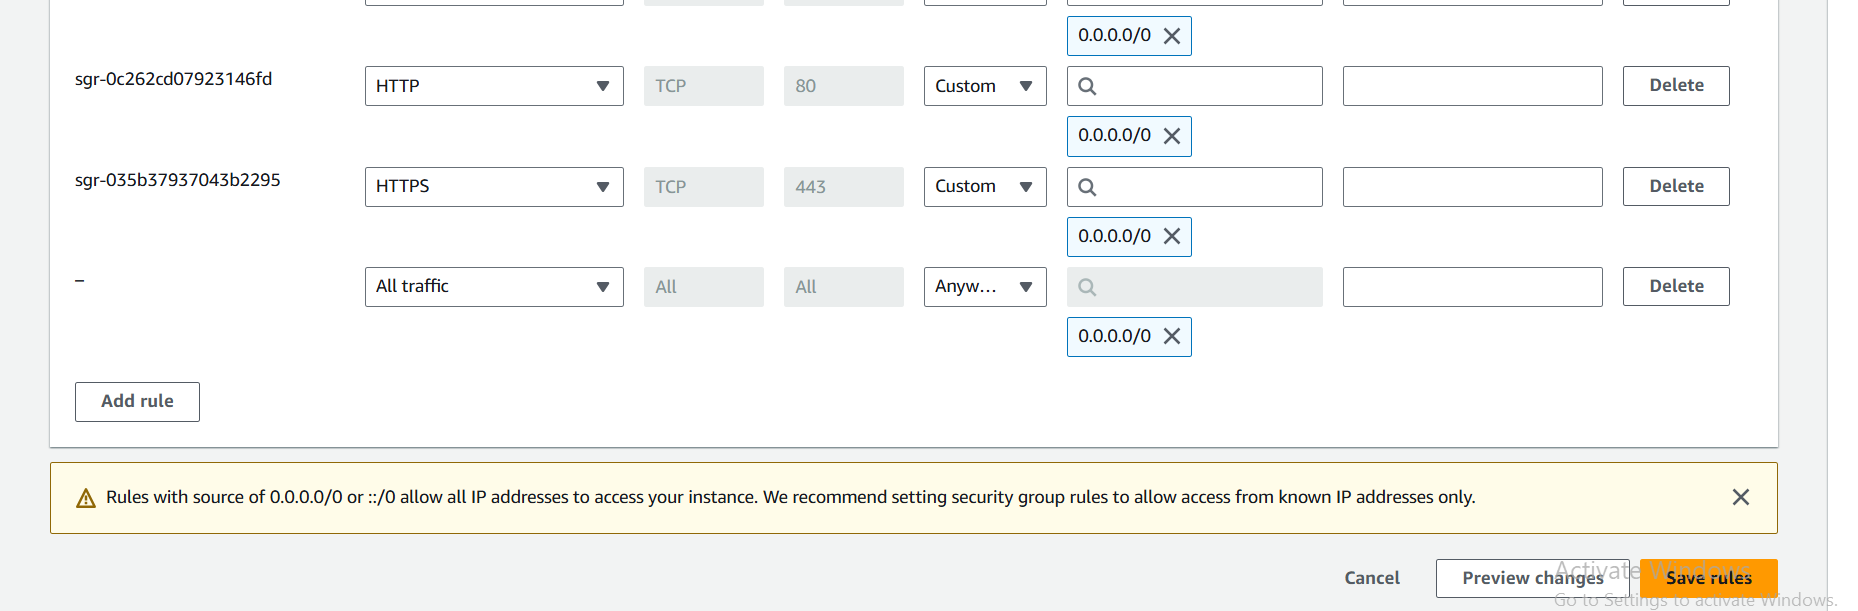 0.0.0.0/0
sgr-0c262cd07923146fd HTTP TCP 80 Custom Delete
0.0.0.0/0
sgr-035b37937043b2295 HTTPS TCP 443 Custom Delete
0.0.0.0/0
– All traffic All All Anyw... Delete
0.0.0.0/0
Add rule
Rules with source of 0.0.0.0/0 or ::/0 allow all IP addresses to access your instance. We recommend setting security group rules to allow access from known IP addresses only.
Cancel Preview changes Save rules
Activate Windows
Go to Settings to activate Windows.